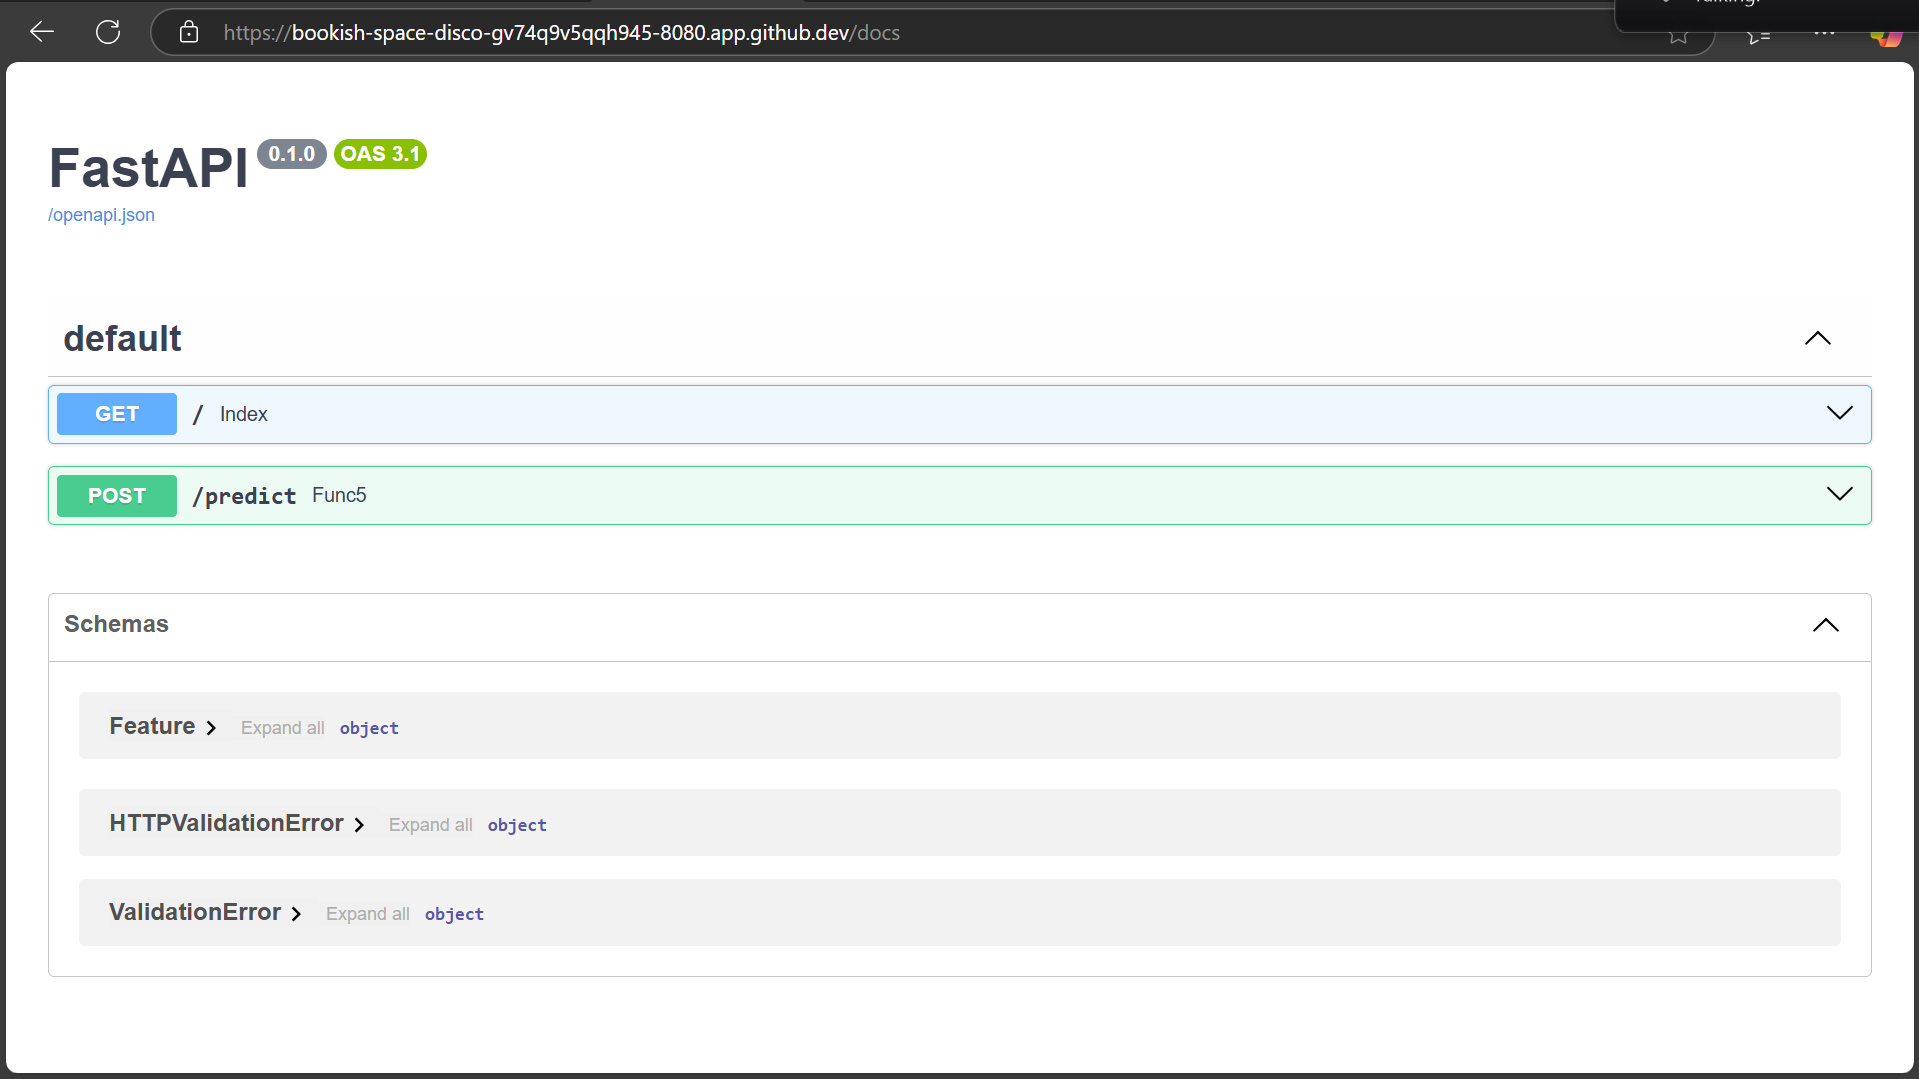 https://bookish-space-disco-gv74q9v5qqh945-8080.app.github.dev/docs
FastAPI 0.1.0 OAS 3.1
/openapi.json
default
GET / Index
POST /predict Func5
Schemas
Feature Expand all object
HTTPValidationError Expand all object
ValidationError Expand all object